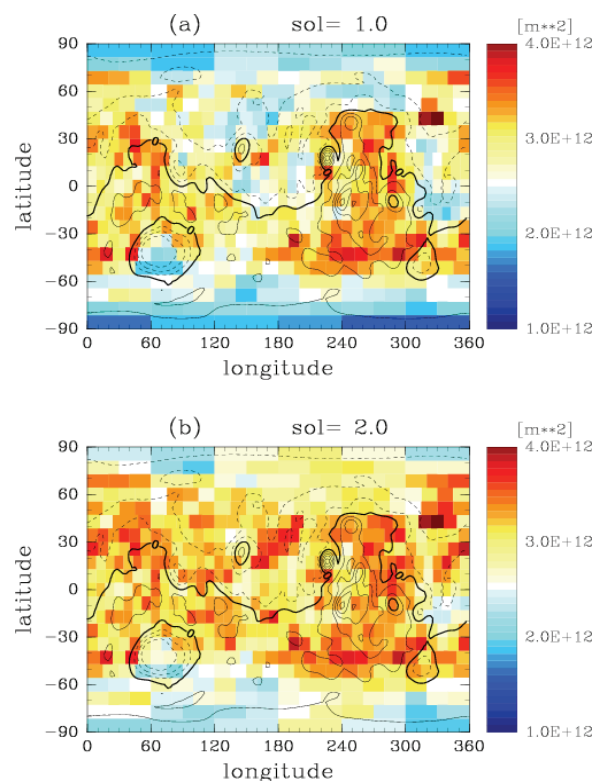 (a) sol= 1.0 [m**2]
90 4.0E+12
60
30 3.0E+12
latitude 0
−30 2.0E+12
−60
−90 1.0E+12
0 60 120 180 240 300 360
longitude
(b) sol= 2.0 [m**2]
90 4.0E+12
60
30 3.0E+12
latitude 0
−30 2.0E+12
−60
−90 1.0E+12
0 60 120 180 240 300 360
longitude